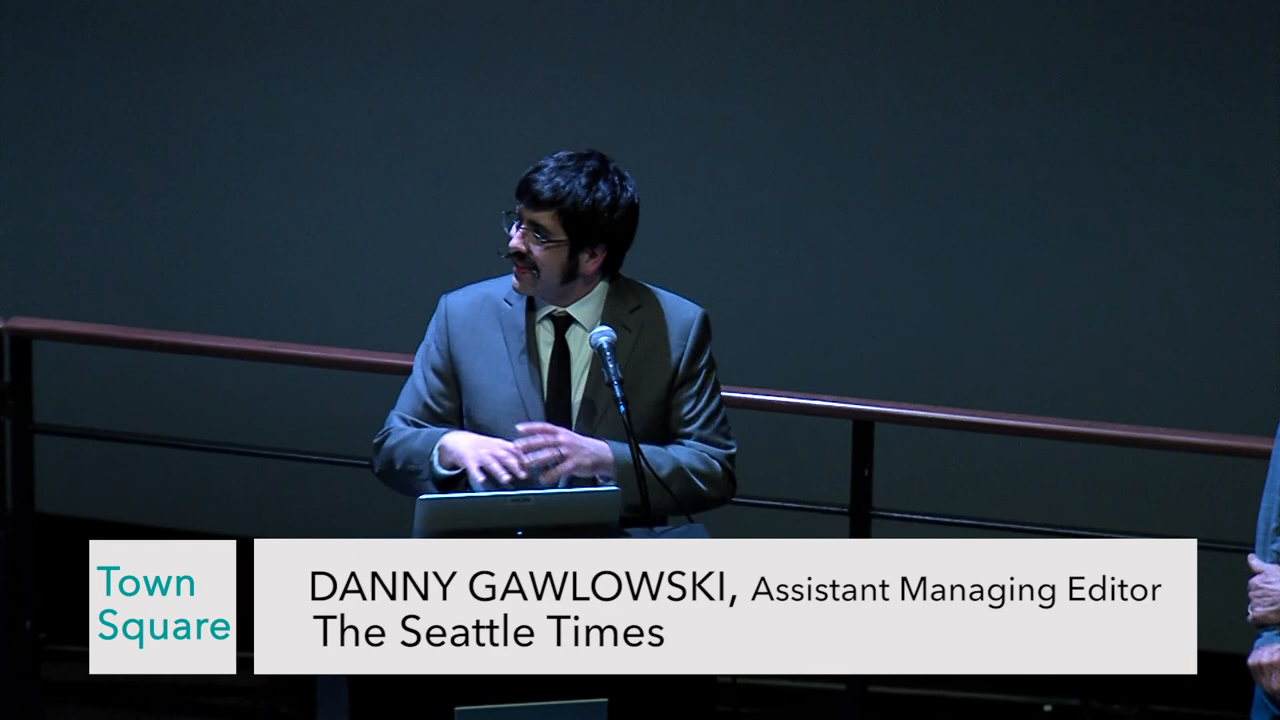 Town
Square
DANNY GAWLOWSKI, Assistant Managing Editor
The Seattle Times